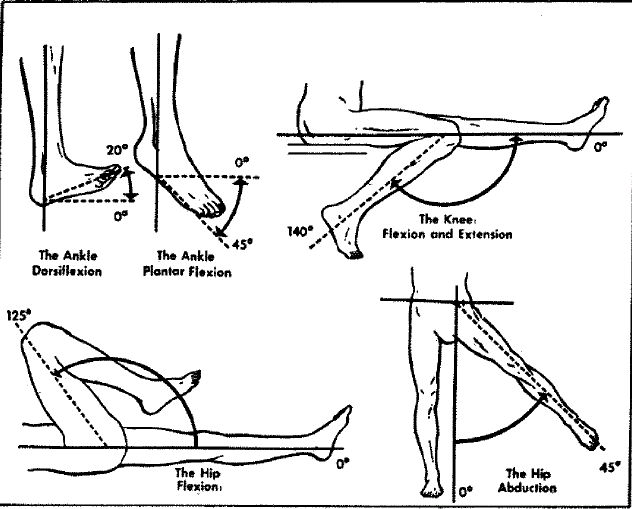 20°
0°
The Ankle
Dorsiflexion
0°
45°
The Ankle
Plantar Flexion
0°
140°
The Knee:
Flexion and Extension
125°
0°
The Hip
Flexion:
0°
45°
The Hip
Abduction